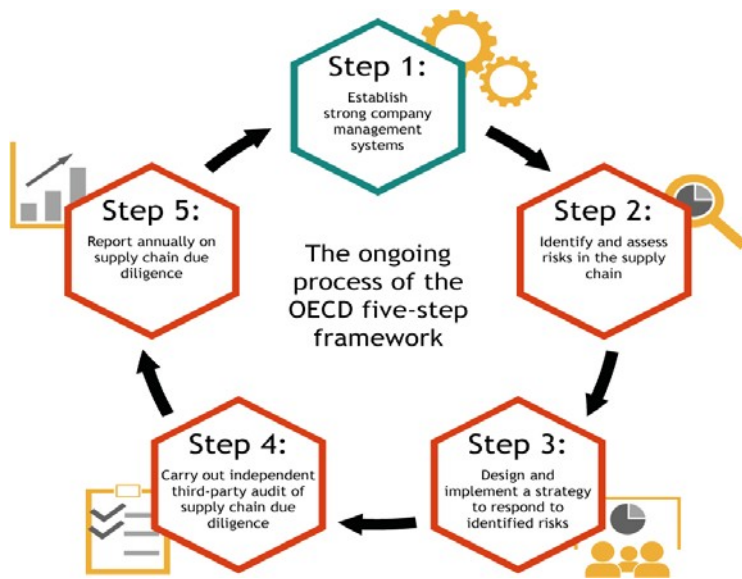 Step 1:
Establish
strong company
management
systems
Step 2:
Identify and assess
risks in the supply
chain
Step 3:
Design and
implement a strategy
to respond to
identified risks
Step 4:
Carry out independent
third-party audit of
supply chain due
diligence
Step 5:
Report annually on
supply chain due
diligence
The ongoing
process of the
OECD five-step
framework